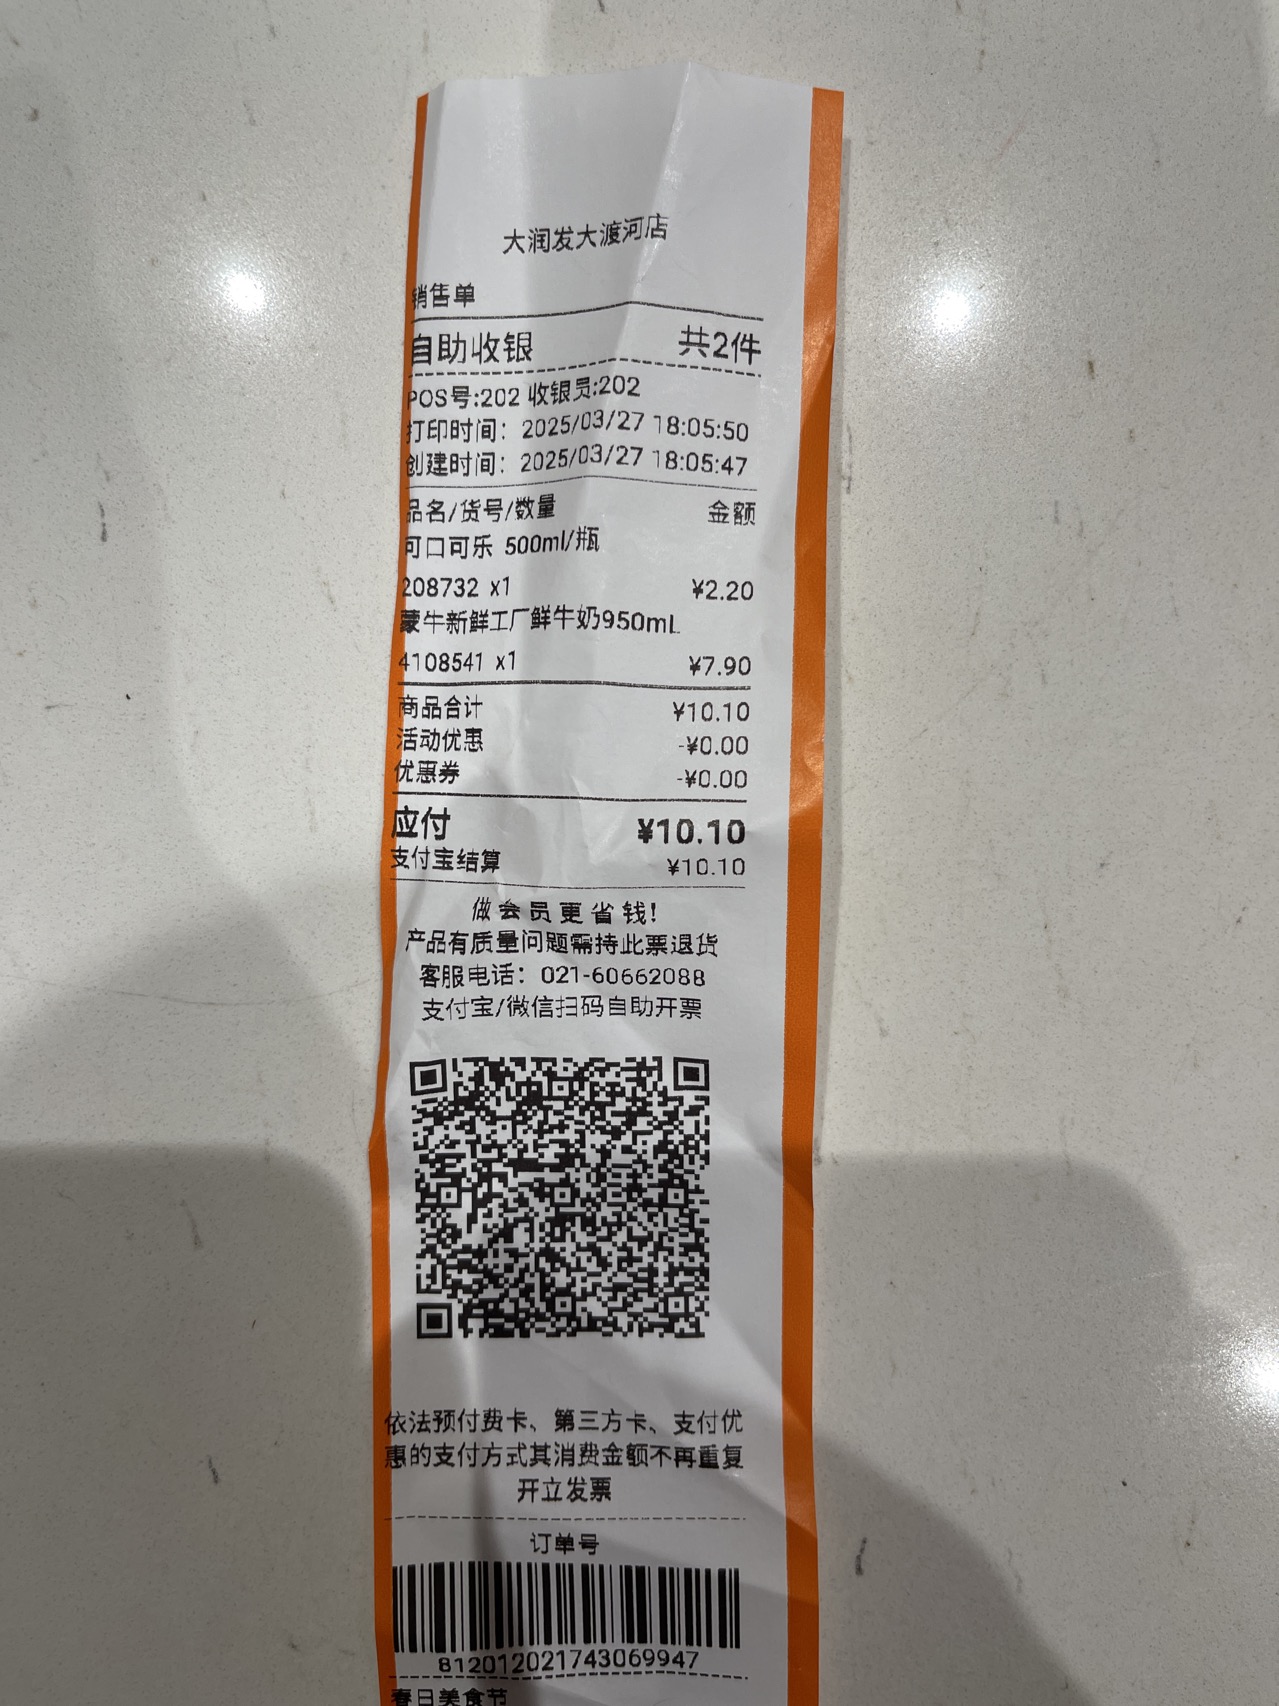 大润发大渡河店
销售单
自助收银 共2件
POS号:202 收银员:202
打印时间：2025/03/27 18:05:50
创建时间：2025/03/27 18:05:47
品名/货号/数量 金额
可口可乐 500ml/瓶
208732 x1 ¥2.20
蒙牛新鲜工厂鲜牛奶950mL
4108541 x1 ¥7.90
商品合计 ¥10.10
活动优惠 -¥0.00
优惠券 -¥0.00
应付 ¥10.10
支付宝结算 ¥10.10
做会员更省钱！
产品有质量问题需持此票退货
客服电话：021-60662088
支付宝/微信扫码自助开票
依法预付费卡、第三方卡、支付优
惠的支付方式其消费金额不再重复
开立发票
订单号
812012021743069947
春日美食节